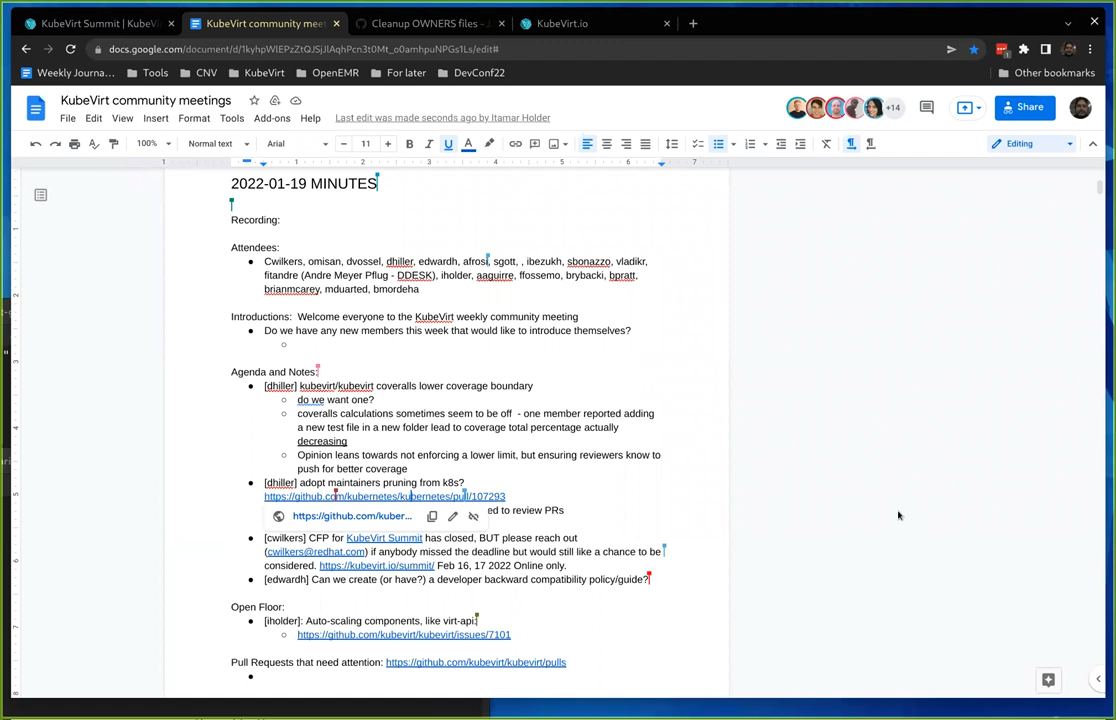 KubeVirt Summit | KubeVi
KubeVirt community mee
Cleanup OWNERS files -
KubeVirt.io
docs.google.com/document/d/1kyhpWlEPzZtQJSjlAqhPcn3t0Mt_o0amhpuNPGs1Ls/edit#
Weekly Journa... Tools CNV KubeVirt OpenEMR For later DevConf22 Other bookmarks
KubeVirt community meetings
+14 Share
File Edit View Insert Format Tools Add-ons Help Last edit was made seconds ago by Itamar Holder
100% Normal text Arial 11 B I U A Editing
1 1 2 3 4 5 6 7
2022-01-19 MINUTES
Recording:
Attendees:
Cwilkers, omisan, dvossel, dhiller, edwardh, afrosi, sgott, , ibezukh, sbonazzo, vladikr,
fitandre (Andre Meyer Pflug - DDESK), iholder, aaguirre, ffossemo, brybacki, bpratt,
brianmcarey, mduarted, bmordeha
Introductions: Welcome everyone to the KubeVirt weekly community meeting
Do we have any new members this week that would like to introduce themselves?
Agenda and Notes:
[dhiller] kubevirt/kubevirt coveralls lower coverage boundary
do we want one?
coveralls calculations sometimes seem to be off - one member reported adding
a new test file in a new folder lead to coverage total percentage actually
decreasing
Opinion leans towards not enforcing a lower limit, but ensuring reviewers know to
push for better coverage
[dhiller] adopt maintainers pruning from k8s?
https://github.com/kubernetes/kubernetes/pull/107293
ed to review PRs
https://github.com/kuber...
[cwilkers] CFP for KubeVirt Summit has closed, BUT please reach out
(cwilkers@redhat.com) if anybody missed the deadline but would still like a chance to be
considered. https://kubevirt.io/summit/ Feb 16, 17 2022 Online only.
[edwardh] Can we create (or have?) a developer backward compatibility policy/guide?
Open Floor:
[iholder]: Auto-scaling components, like virt-api:
https://github.com/kubevirt/kubevirt/issues/7101
Pull Requests that need attention: https://github.com/kubevirt/kubevirt/pulls